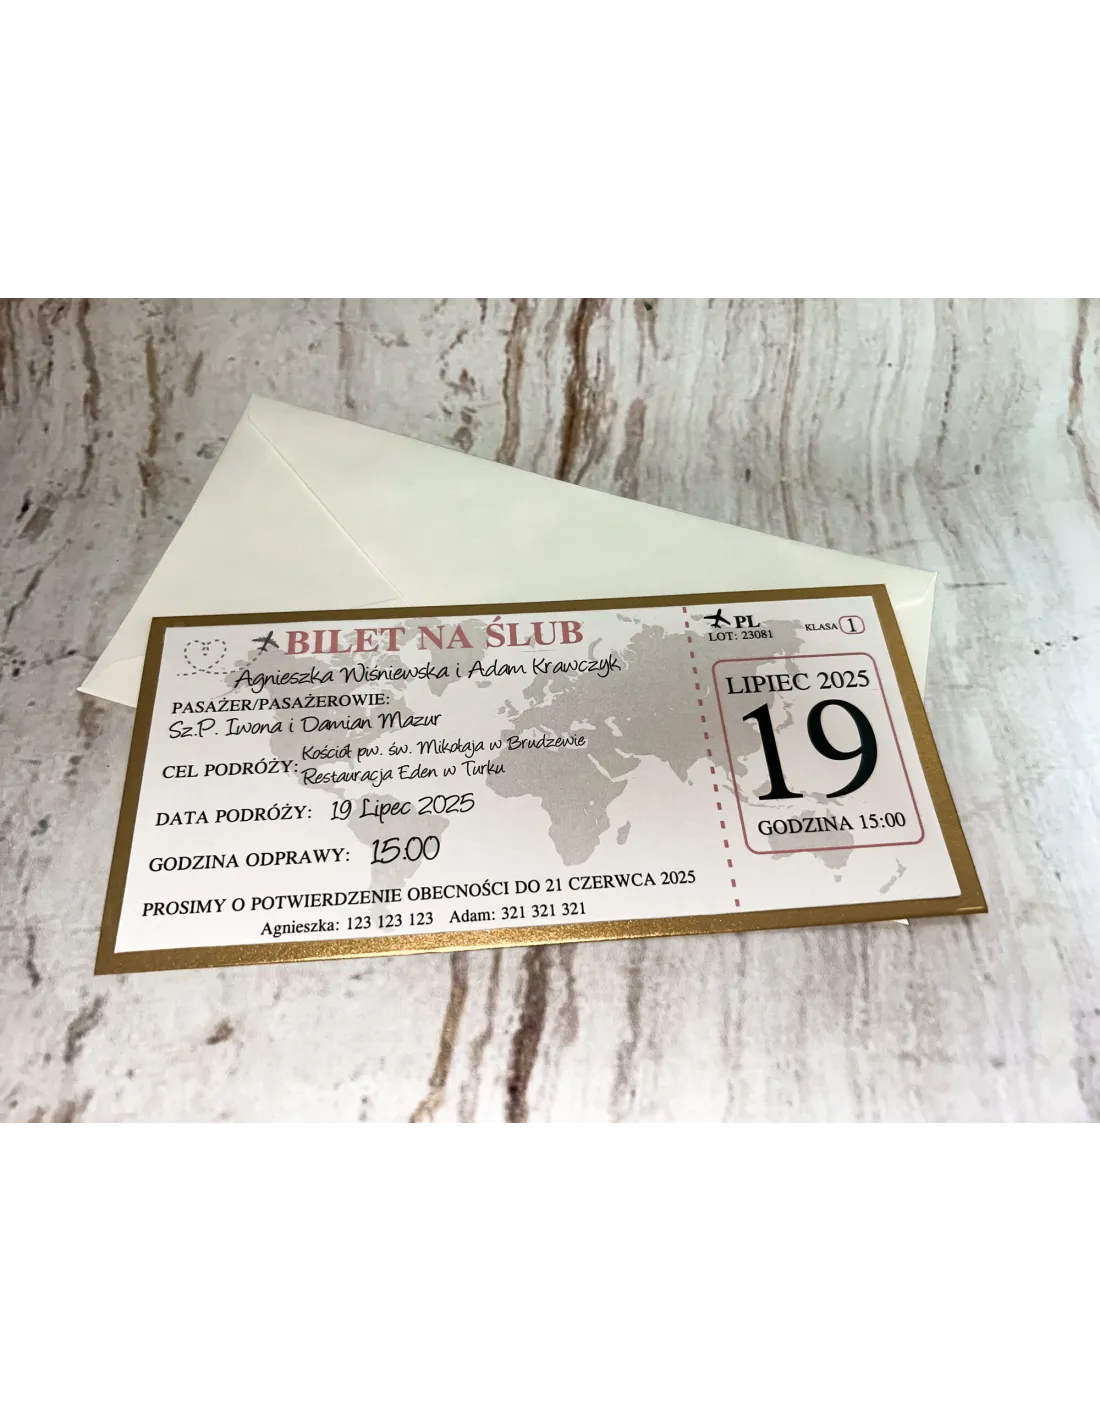 BILET NA ŚLUB
Agnieszka Wiśniewska i Adam Krawczyk
PASAŻER/PASAŻEROWIE:
Sz.P. Iwona i Damian Mazur
CEL PODRÓŻY: Kościół pw. św. Mikołaja w Brudzewie
Restauracja Eden w Turku
DATA PODRÓŻY: 19 Lipec 2025
GODZINA ODPRAWY: 15:00
PROSIMY O POTWIERDZENIE OBECNOŚCI DO 21 CZERWCA 2025
Agnieszka: 123 123 123 Adam: 321 321 321
PL
LOT: 23081
KLASA 1
LIPIEC 2025
19
GODZINA 15:00